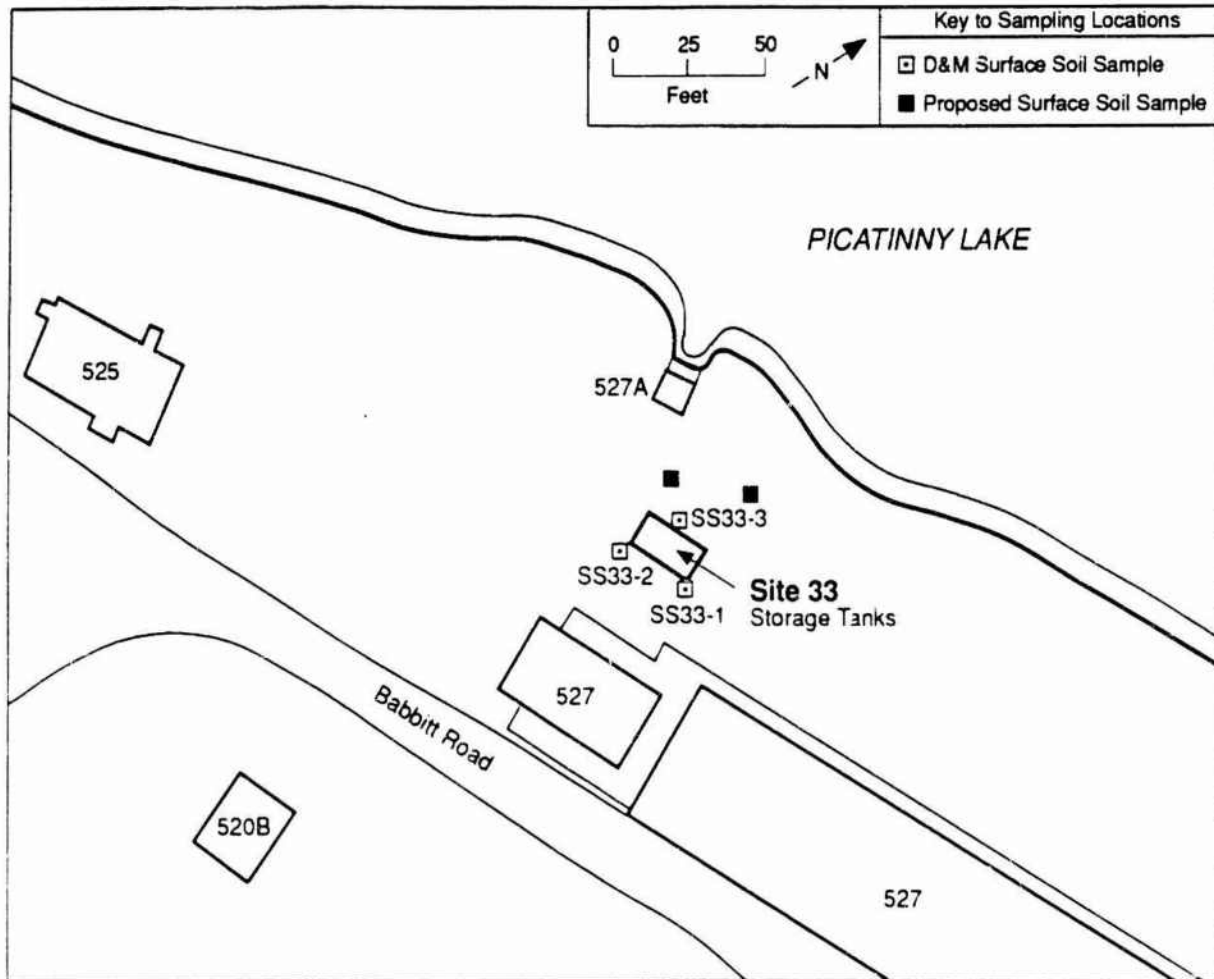 0 25 50
Feet
N
Key to Sampling Locations
D&M Surface Soil Sample
Proposed Surface Soil Sample
PICATINNY LAKE
525
527A
SS33-3
SS33-2
SS33-1
Site 33
Storage Tanks
527
Babbitt Road
520B
527